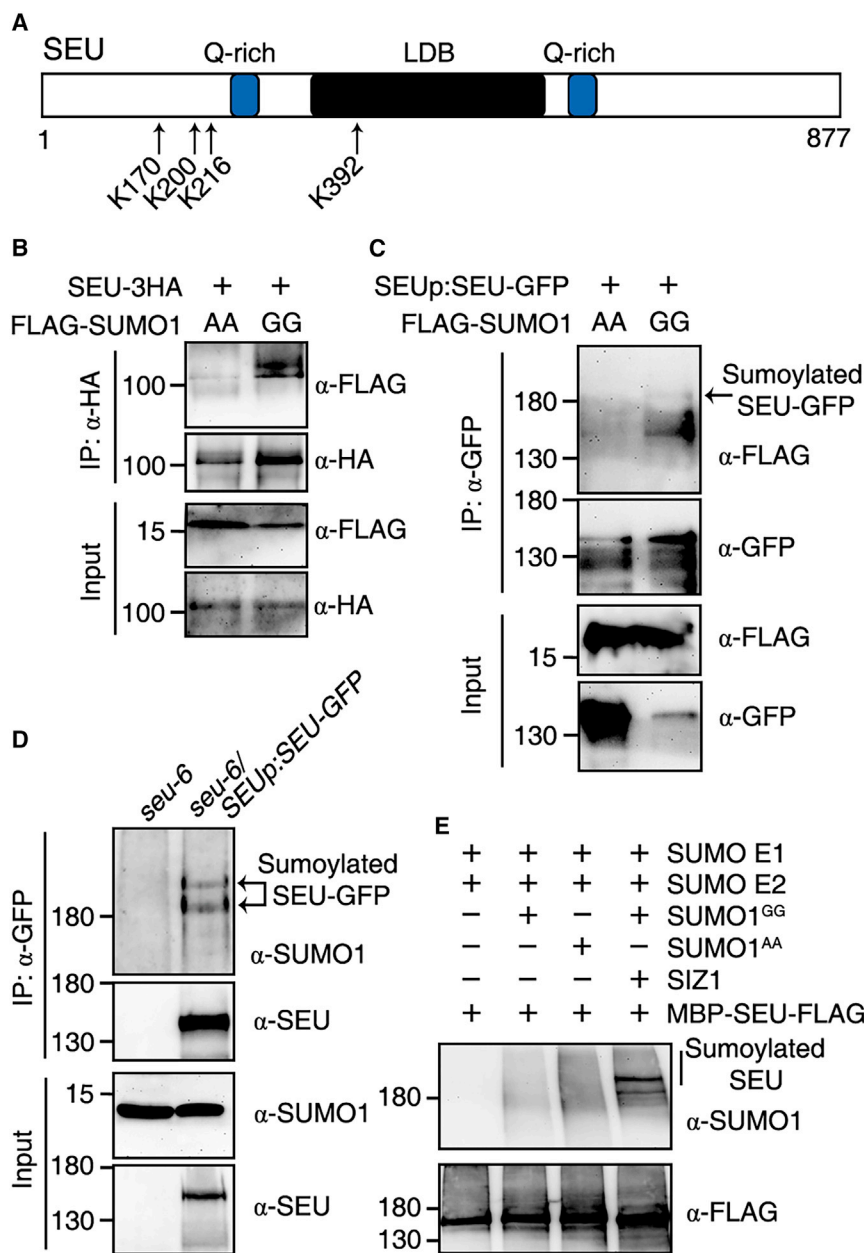 A
SEU
Q-rich LDB Q-rich
1 877
K170 K200 K216 K392
B
SEU-3HA + +
FLAG-SUMO1 AA GG
IP: α-HA
100 α-FLAG
100 α-HA
Input
15 α-FLAG
100 α-HA
C
SEUp:SEU-GFP + +
FLAG-SUMO1 AA GG
IP: α-GFP
180 Sumoylated
SEU-GFP
130 α-FLAG
130 α-GFP
Input
15 α-FLAG
130 α-GFP
D
seu-6 seu-6/
SEUp:SEU-GFP
IP: α-GFP
Sumoylated
SEU-GFP
180
α-SUMO1
180
130 α-SEU
Input
15 α-SUMO1
180
130 α-SEU
E
+ + + + SUMO E1
+ + + + SUMO E2
− + − + SUMO1GG
− − + − SUMO1AA
− − − + SIZ1
+ + + + MBP-SEU-FLAG
Sumoylated
SEU
180 α-SUMO1
180
130 α-FLAG